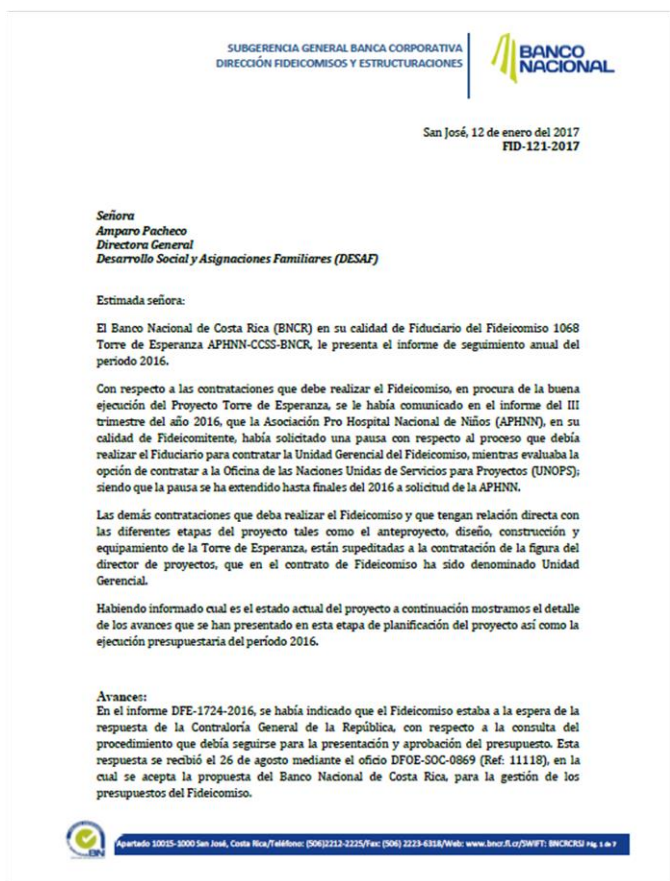 SUBGERENCIA GENERAL BANCA CORPORATIVA
DIRECCIÓN FIDEICOMISOS Y ESTRUCTURACIONES
BANCO
NACIONAL
San José, 12 de enero del 2017
FID-121-2017
Señora
Amparo Pacheco
Directora General
Desarrollo Social y Asignaciones Familiares (DESAF)
Estimada señora:
El Banco Nacional de Costa Rica (BNCR) en su calidad de Fiduciario del Fideicomiso 1068
Torre de Esperanza APHNN-CCSS-BNCR, le presenta el informe de seguimiento anual del
periodo 2016.
Con respecto a las contrataciones que debe realizar el Fideicomiso, en procura de la buena
ejecución del Proyecto Torre de Esperanza, se le había comunicado en el informe del III
trimestre del año 2016, que la Asociación Pro Hospital Nacional de Niños (APHNN), en su
calidad de Fideicomitente, había solicitado una pausa con respecto al proceso que debía
realizar el Fiduciario para contratar la Unidad Gerencial del Fideicomiso, mientras evaluaba la
opción de contratar a la Oficina de las Naciones Unidas de Servicios para Proyectos (UNOPS);
siendo que la pausa se ha extendido hasta finales del 2016 a solicitud de la APHNN.
Las demás contrataciones que deba realizar el Fideicomiso y que tengan relación directa con
las diferentes etapas del proyecto tales como el anteproyecto, diseño, construcción y
equipamiento de la Torre de Esperanza, están supeditadas a la contratación de la figura del
director de proyectos, que en el contrato de Fideicomiso ha sido denominado Unidad
Gerencial.
Habiendo informado cual es el estado actual del proyecto a continuación mostramos el detalle
de los avances que se han presentado en esta etapa de planificación del proyecto así como la
ejecución presupuestaria del período 2016.
Avances:
En el informe DFE-1724-2016, se había indicado que el Fideicomiso estaba a la espera de la
respuesta de la Contraloría General de la República, con respecto a la consulta del
procedimiento que debía seguirse para la presentación y aprobación del presupuesto. Esta
respuesta se recibió el 26 de agosto mediante el oficio DFOE-SOC-0869 (Ref: 11118), en la
cual se acepta la propuesta del Banco Nacional de Costa Rica, para la gestión de los
presupuestos del Fideicomiso.
BN
Apartado 10015-1000 San José, Costa Rica/Teléfono: (506)2212-2225/Fax: (506) 2223-6318/Web: www.bncr.fi.cr/SWIFT: BNCRCRSJ Pág. 1 de 7